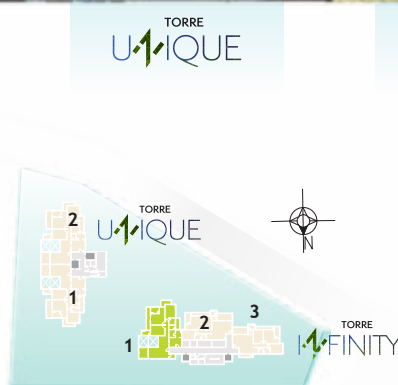 TORRE
UNIQUE
TORRE
UNIQUE
2
1
N
1
2
3
TORRE
INFINITY